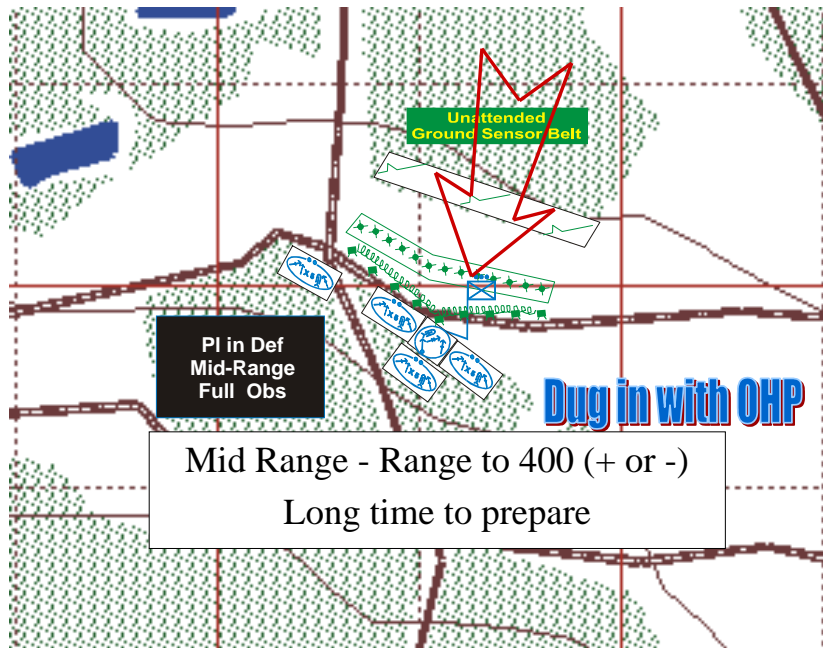 Unattended
Ground Sensor Belt
Pl in Def
Mid-Range
Full Obs
Dug in with OHP
Mid Range - Range to 400 (+ or -)
Long time to prepare